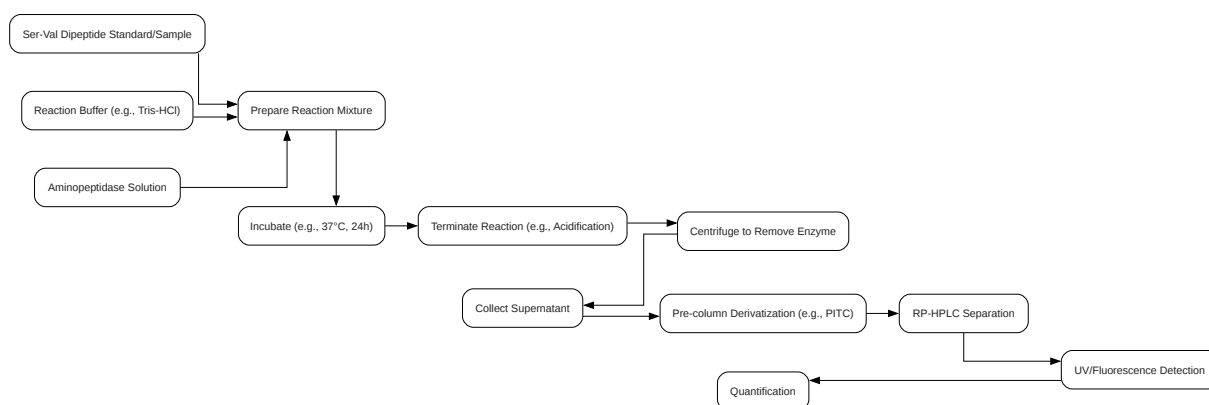 Ser-Val Dipeptide Standard/Sample
Reaction Buffer (e.g., Tris-HCl)
Prepare Reaction Mixture
Aminopeptidase Solution
Incubate (e.g., 37°C, 24h)
Terminate Reaction (e.g., Acidification)
Centrifuge to Remove Enzyme
Collect Supernatant
Pre-column Derivatization (e.g., PITC)
RP-HPLC Separation
UV/Fluorescence Detection
Quantification